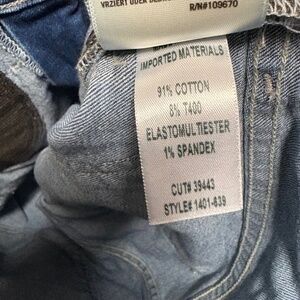 R/N#109670
IMPORTED MATERIALS
91% COTTON
8% T400
ELASTOMULTIESTER
1% SPANDEX
CUT# 39443
STYLE# 1401-639